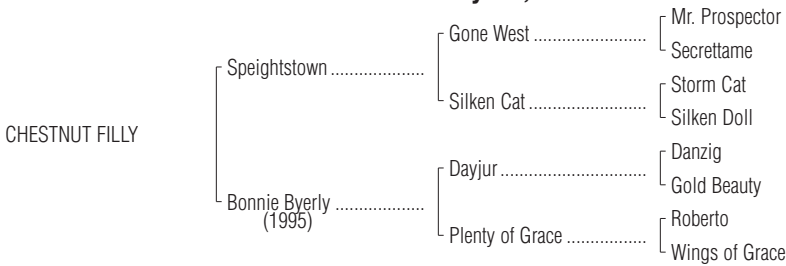 Mr. Prospector
Gone West ........................
Secrettame
Speightstown ....................
Storm Cat
Silken Cat .........................
Silken Doll
CHESTNUT FILLY
Danzig
Dayjur ...............................
Gold Beauty
Bonnie Byerly ...................
(1995)
Roberto
Plenty of Grace .................
Wings of Grace